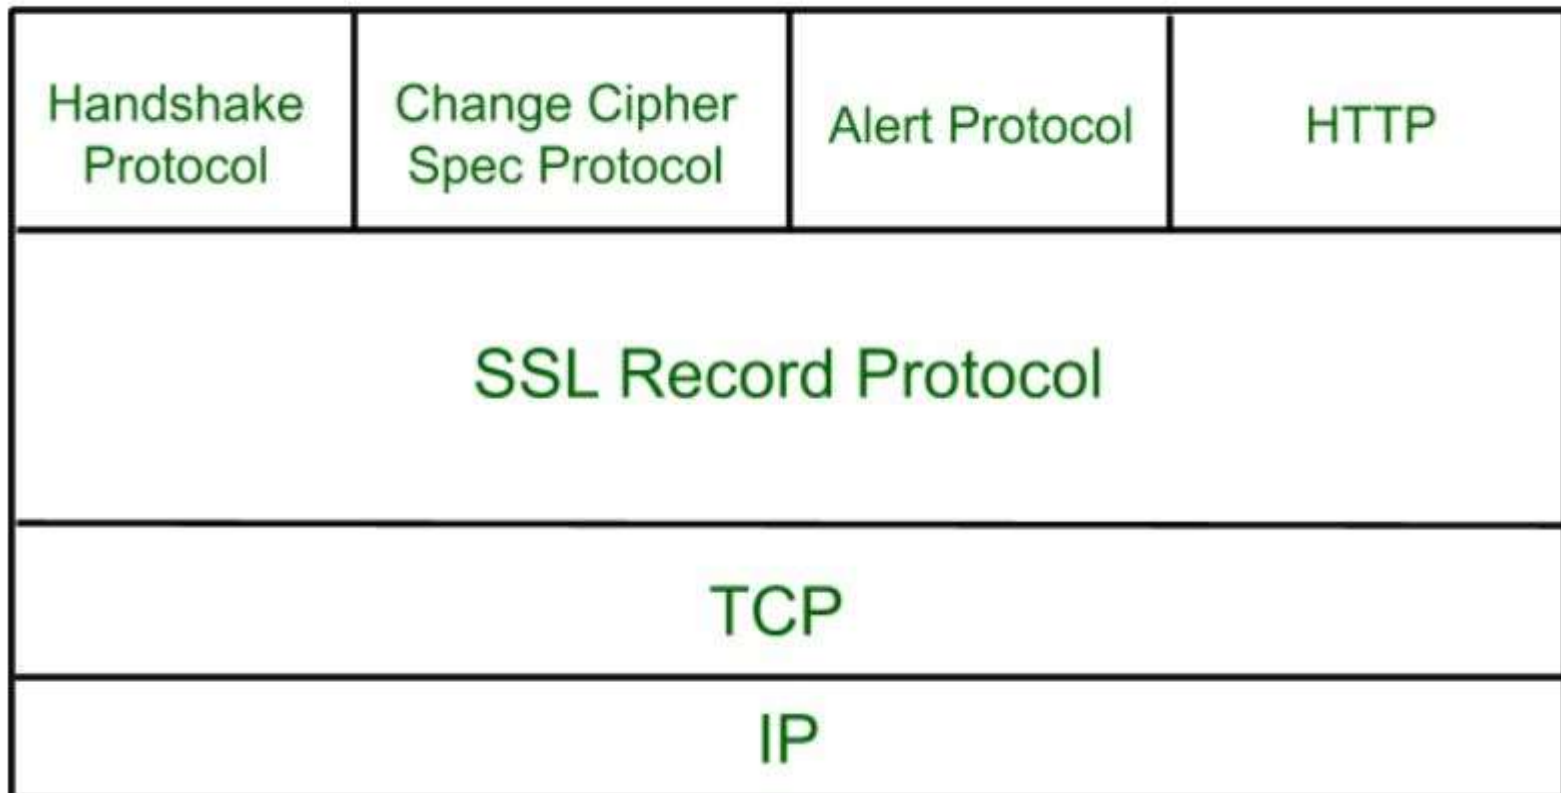 Handshake
Protocol
Change Cipher
Spec Protocol
Alert Protocol
HTTP
SSL Record Protocol
TCP
IP